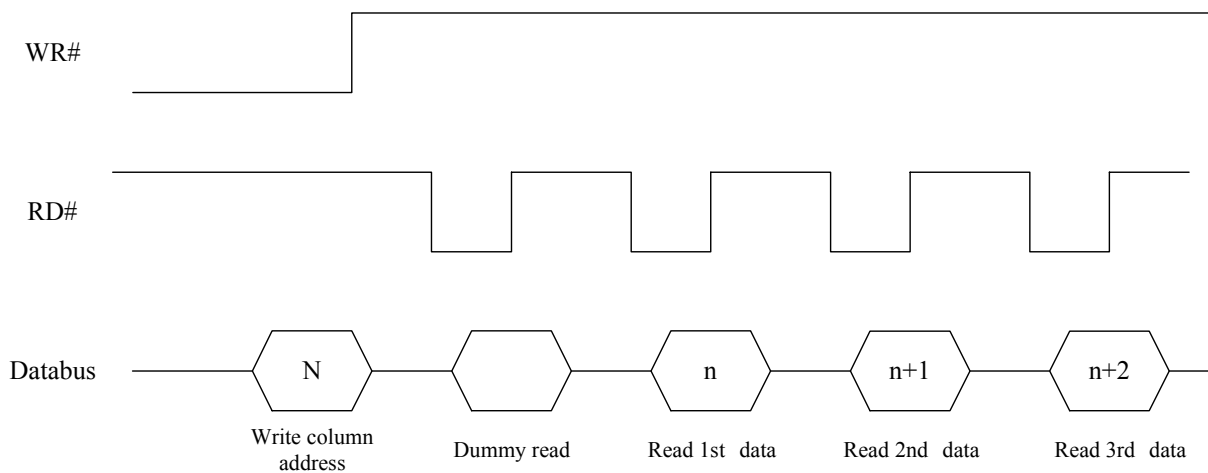 WR#
RD#
Databus
N
n
n+1
n+2
Write column
address
Dummy read
Read 1st data
Read 2nd data
Read 3rd data